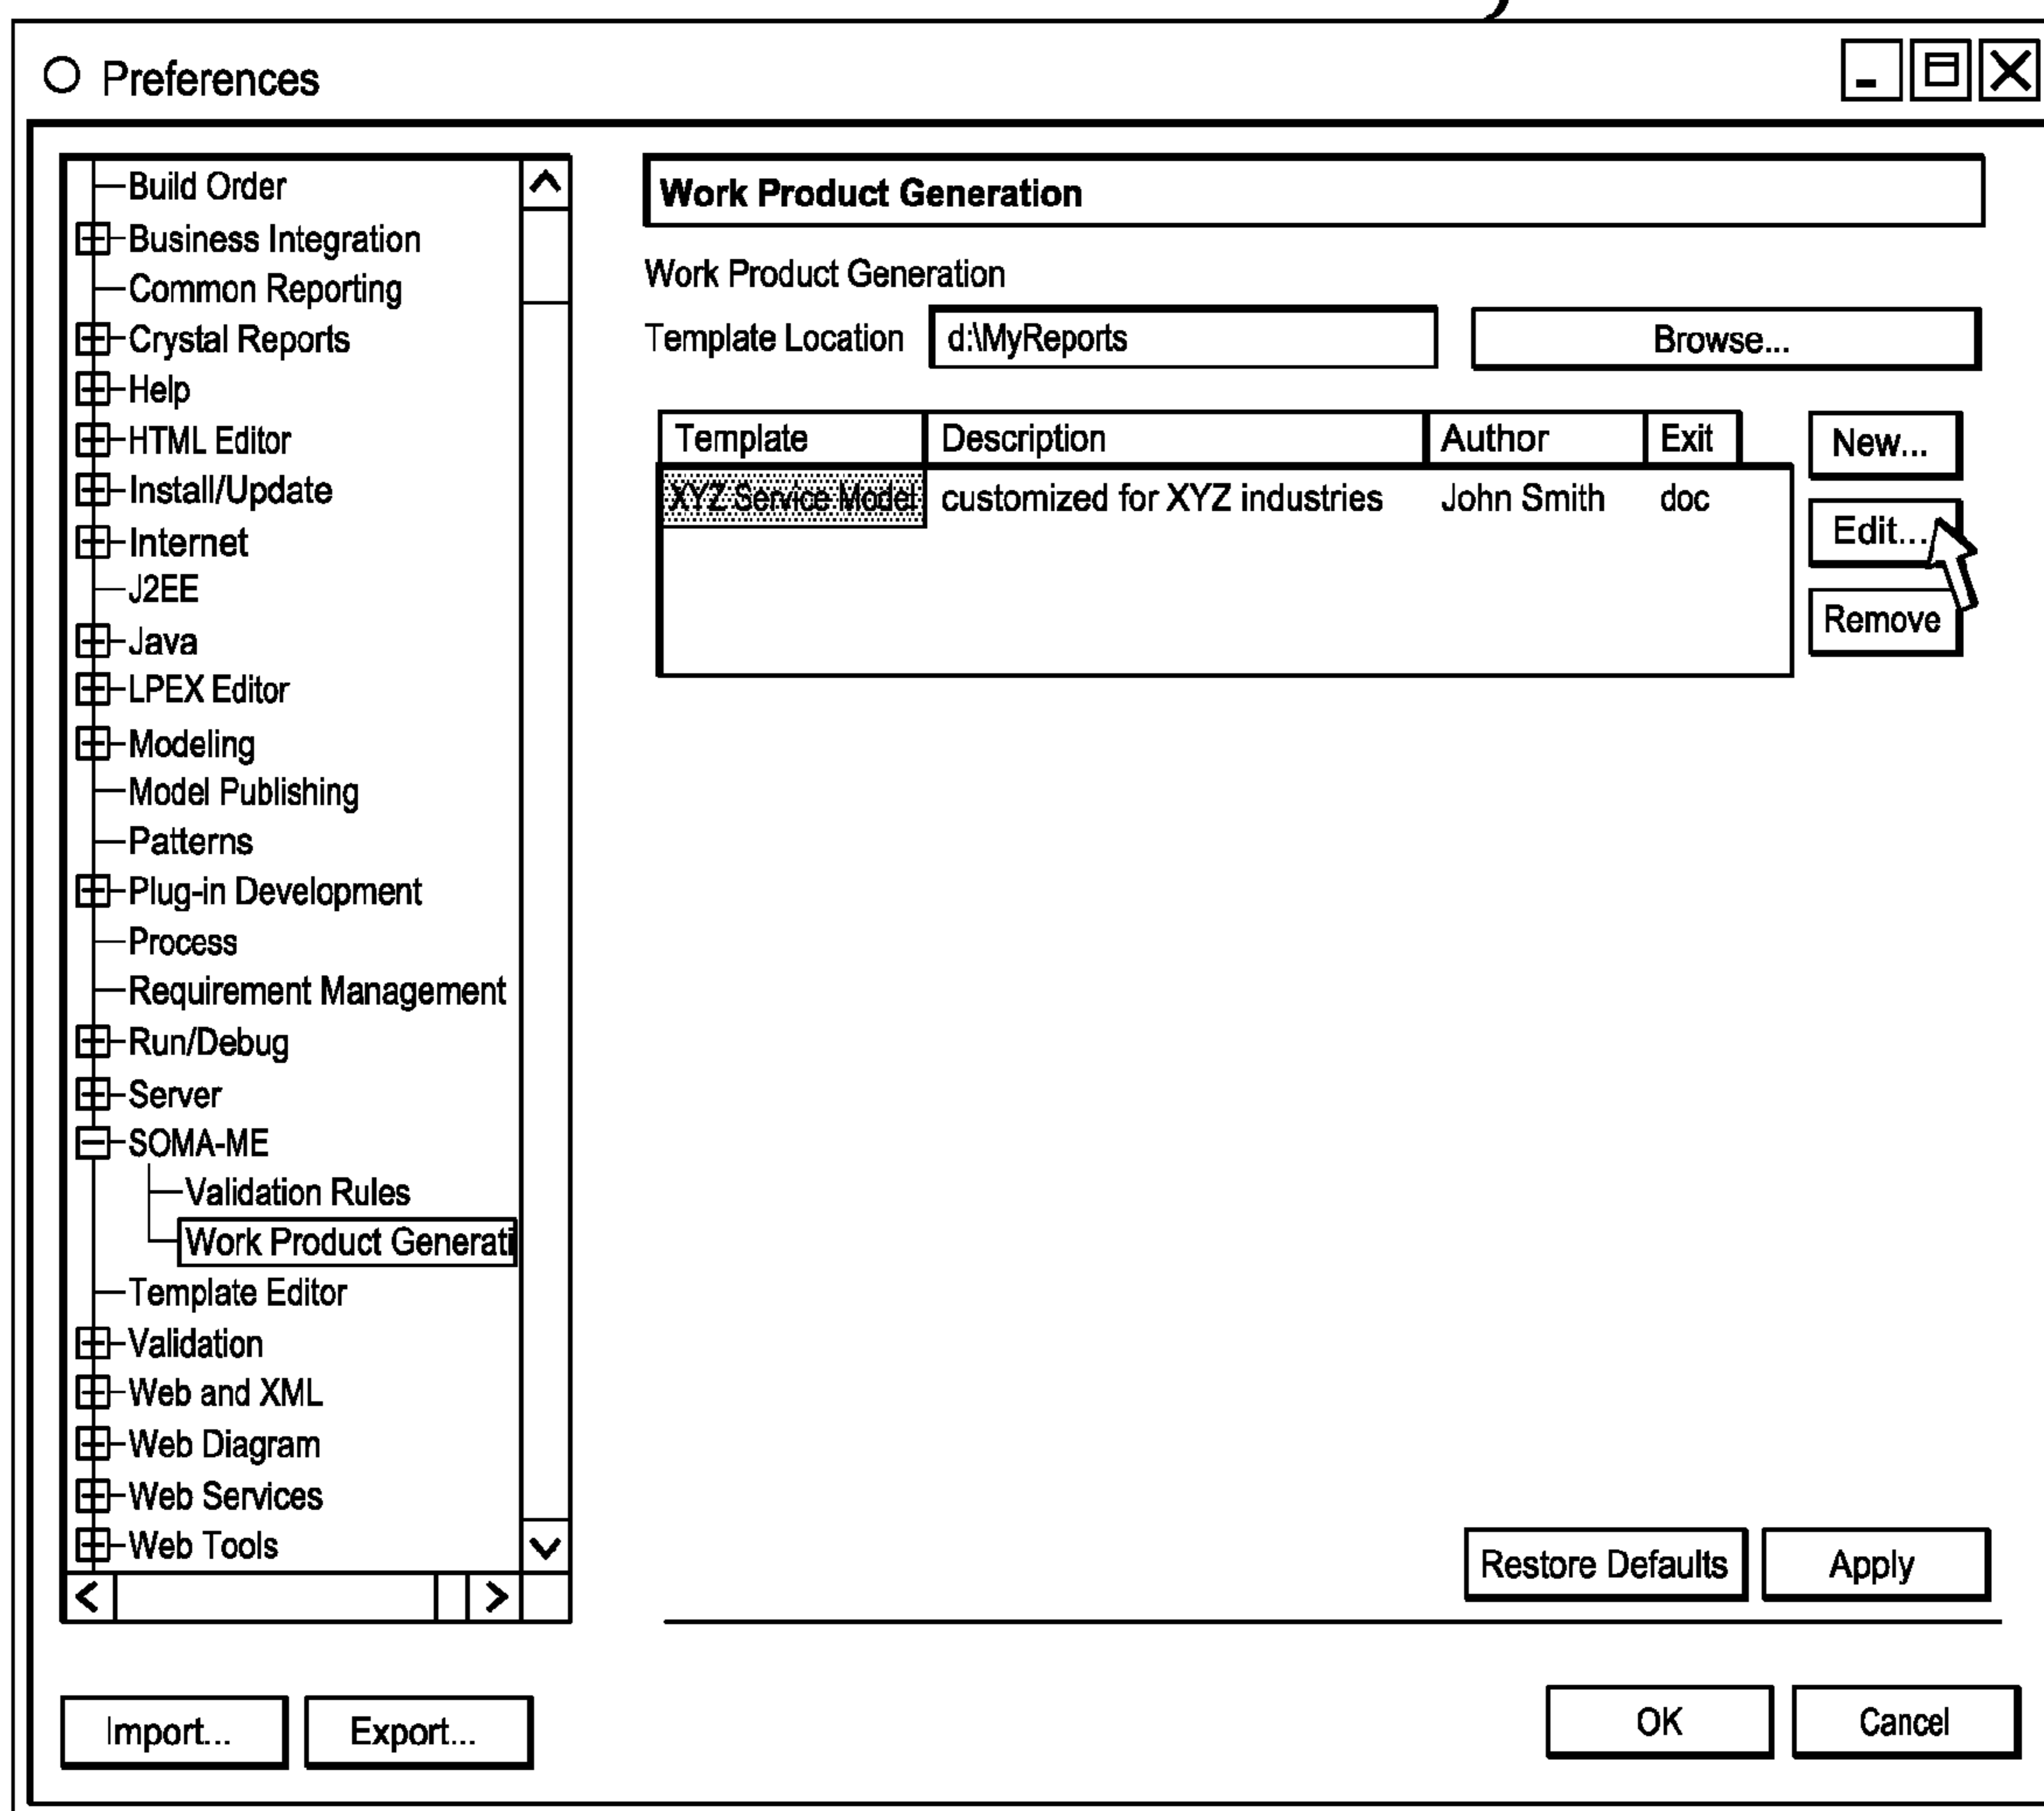 Preferences
Build Order
Business Integration
Common Reporting
Crystal Reports
Help
HTML Editor
Install/Update
Internet
J2EE
Java
LPEX Editor
Modeling
Model Publishing
Patterns
Plug-in Development
Process
Requirement Management
Run/Debug
Server
SOMA-ME
Validation Rules
Work Product Generati
Template Editor
Validation
Web and XML
Web Diagram
Web Services
Web Tools
Import... Export...
Work Product Generation
Work Product Generation
Template Location d:\MyReports Browse...
Template Description Author Exit
XYZ Service Model customized for XYZ industries John Smith doc
New...
Edit...
Remove
Restore Defaults Apply
OK Cancel